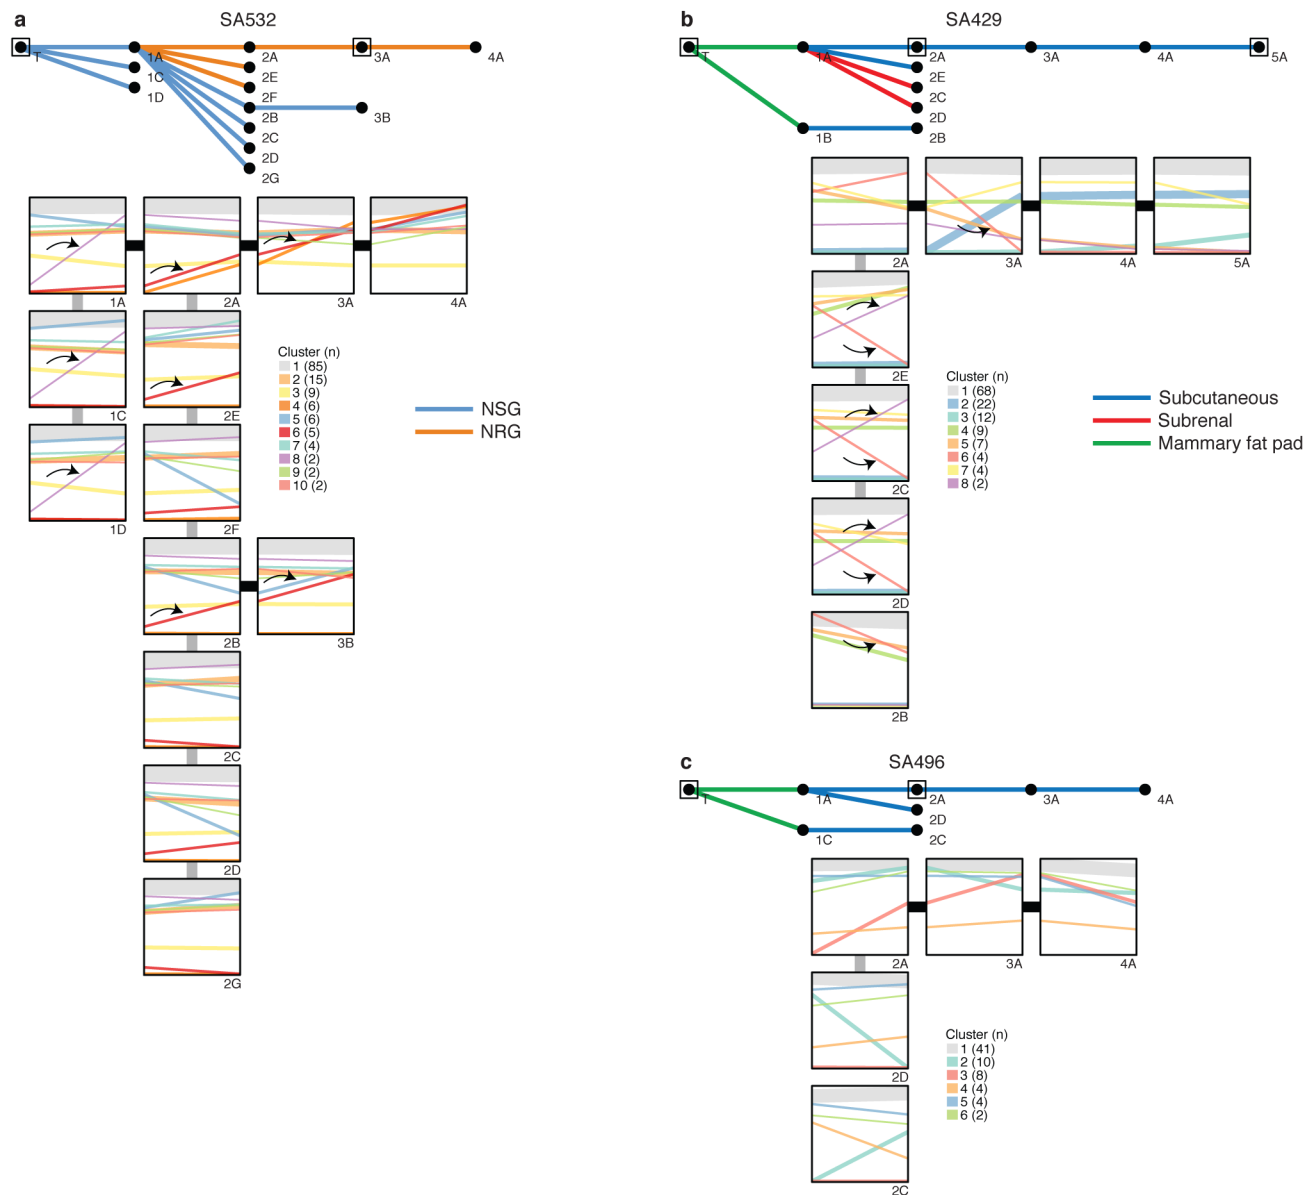 a
SA532
T
1A
2A
3A
4A
1C
2E
1D
2F
2B
3B
2C
2D
2G
1A
2A
3A
4A
1C
2E
Cluster (n)
1 (85)
2 (15)
3 (9)
4 (6)
5 (6)
6 (5)
7 (4)
8 (2)
9 (2)
10 (2)
NSG
NRG
1D
2F
2B
3B
2C
2D
2G
b
SA429
T
1A
2A
3A
4A
5A
2E
2C
2D
1B
2B
2A
3A
4A
5A
2E
2C
2D
2B
Cluster (n)
1 (68)
2 (22)
3 (12)
4 (9)
5 (7)
6 (4)
7 (4)
8 (2)
Subcutaneous
Subrenal
Mammary fat pad
c
SA496
T
1A
2A
3A
4A
2D
1C
2C
2A
3A
4A
2D
2C
Cluster (n)
1 (41)
2 (10)
3 (8)
4 (4)
5 (4)
6 (2)